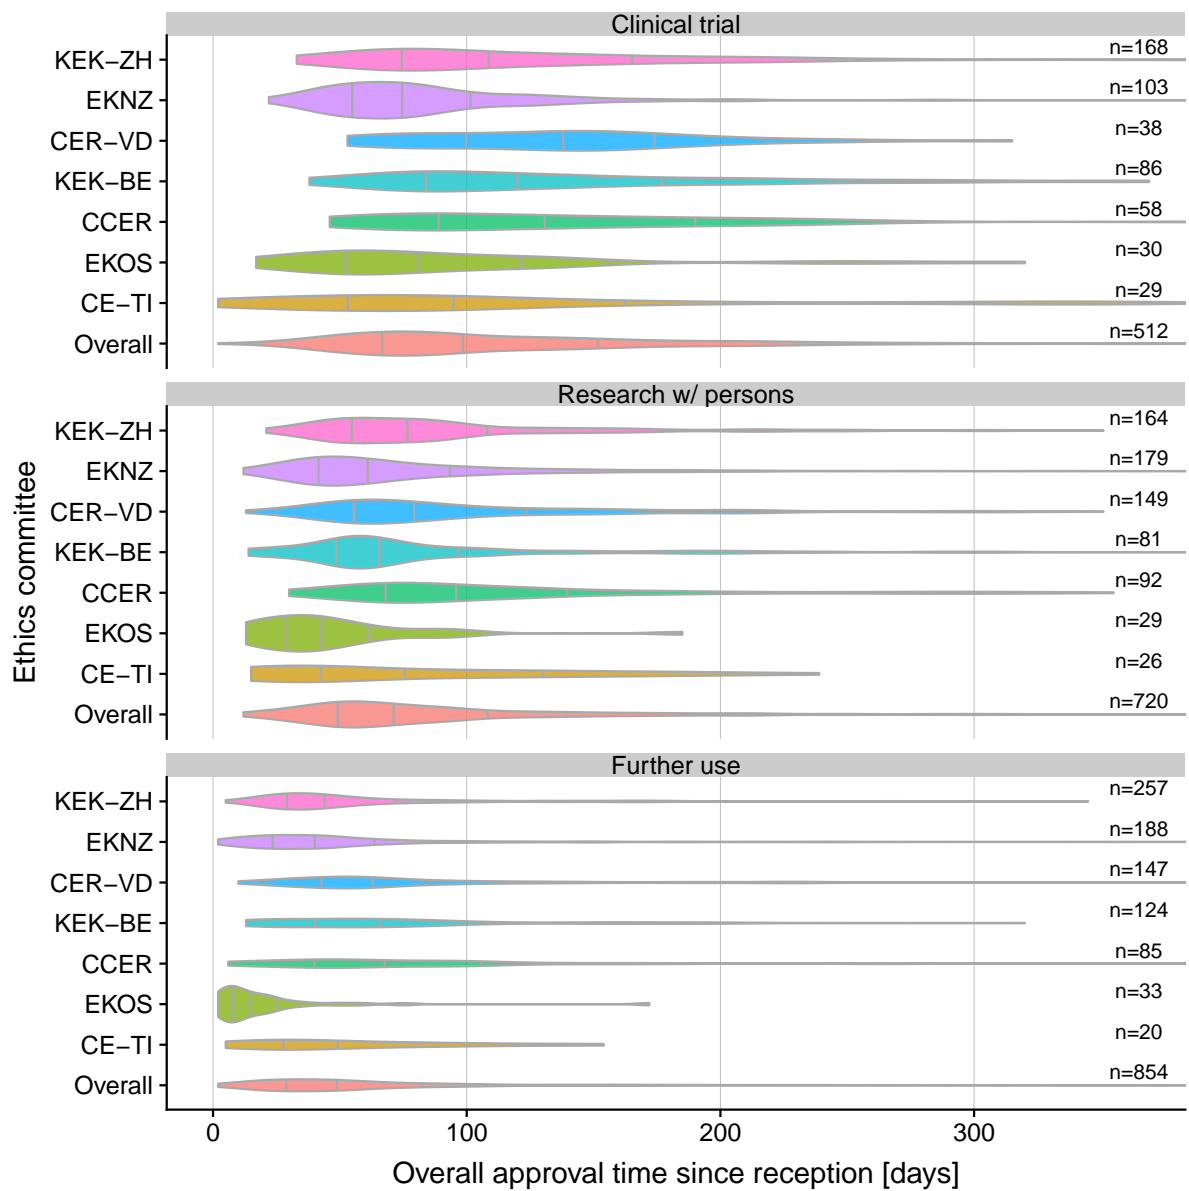 Clinical trial
KEK−ZH n=168
EKNZ n=103
CER−VD n=38
KEK−BE n=86
CCER n=58
EKOS n=30
CE−TI n=29
Overall n=512
Research w/ persons
KEK−ZH n=164
EKNZ n=179
CER−VD n=149
KEK−BE n=81
CCER n=92
EKOS n=29
CE−TI n=26
Overall n=720
Further use
KEK−ZH n=257
EKNZ n=188
CER−VD n=147
KEK−BE n=124
CCER n=85
EKOS n=33
CE−TI n=20
Overall n=854
Ethics committee
0 100 200 300
Overall approval time since reception [days]